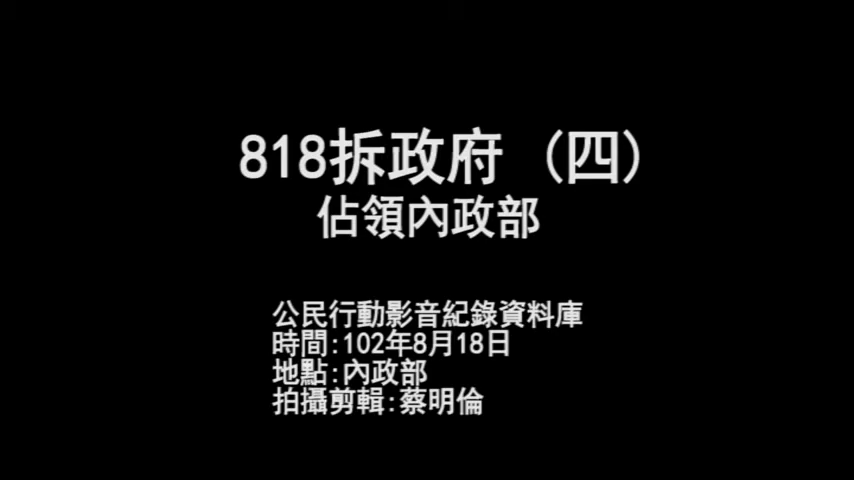 818拆政府 (四)
佔領內政部
公民行動影音紀錄資料庫
時間:102年8月18日
地點:內政部
拍攝剪輯:蔡明倫